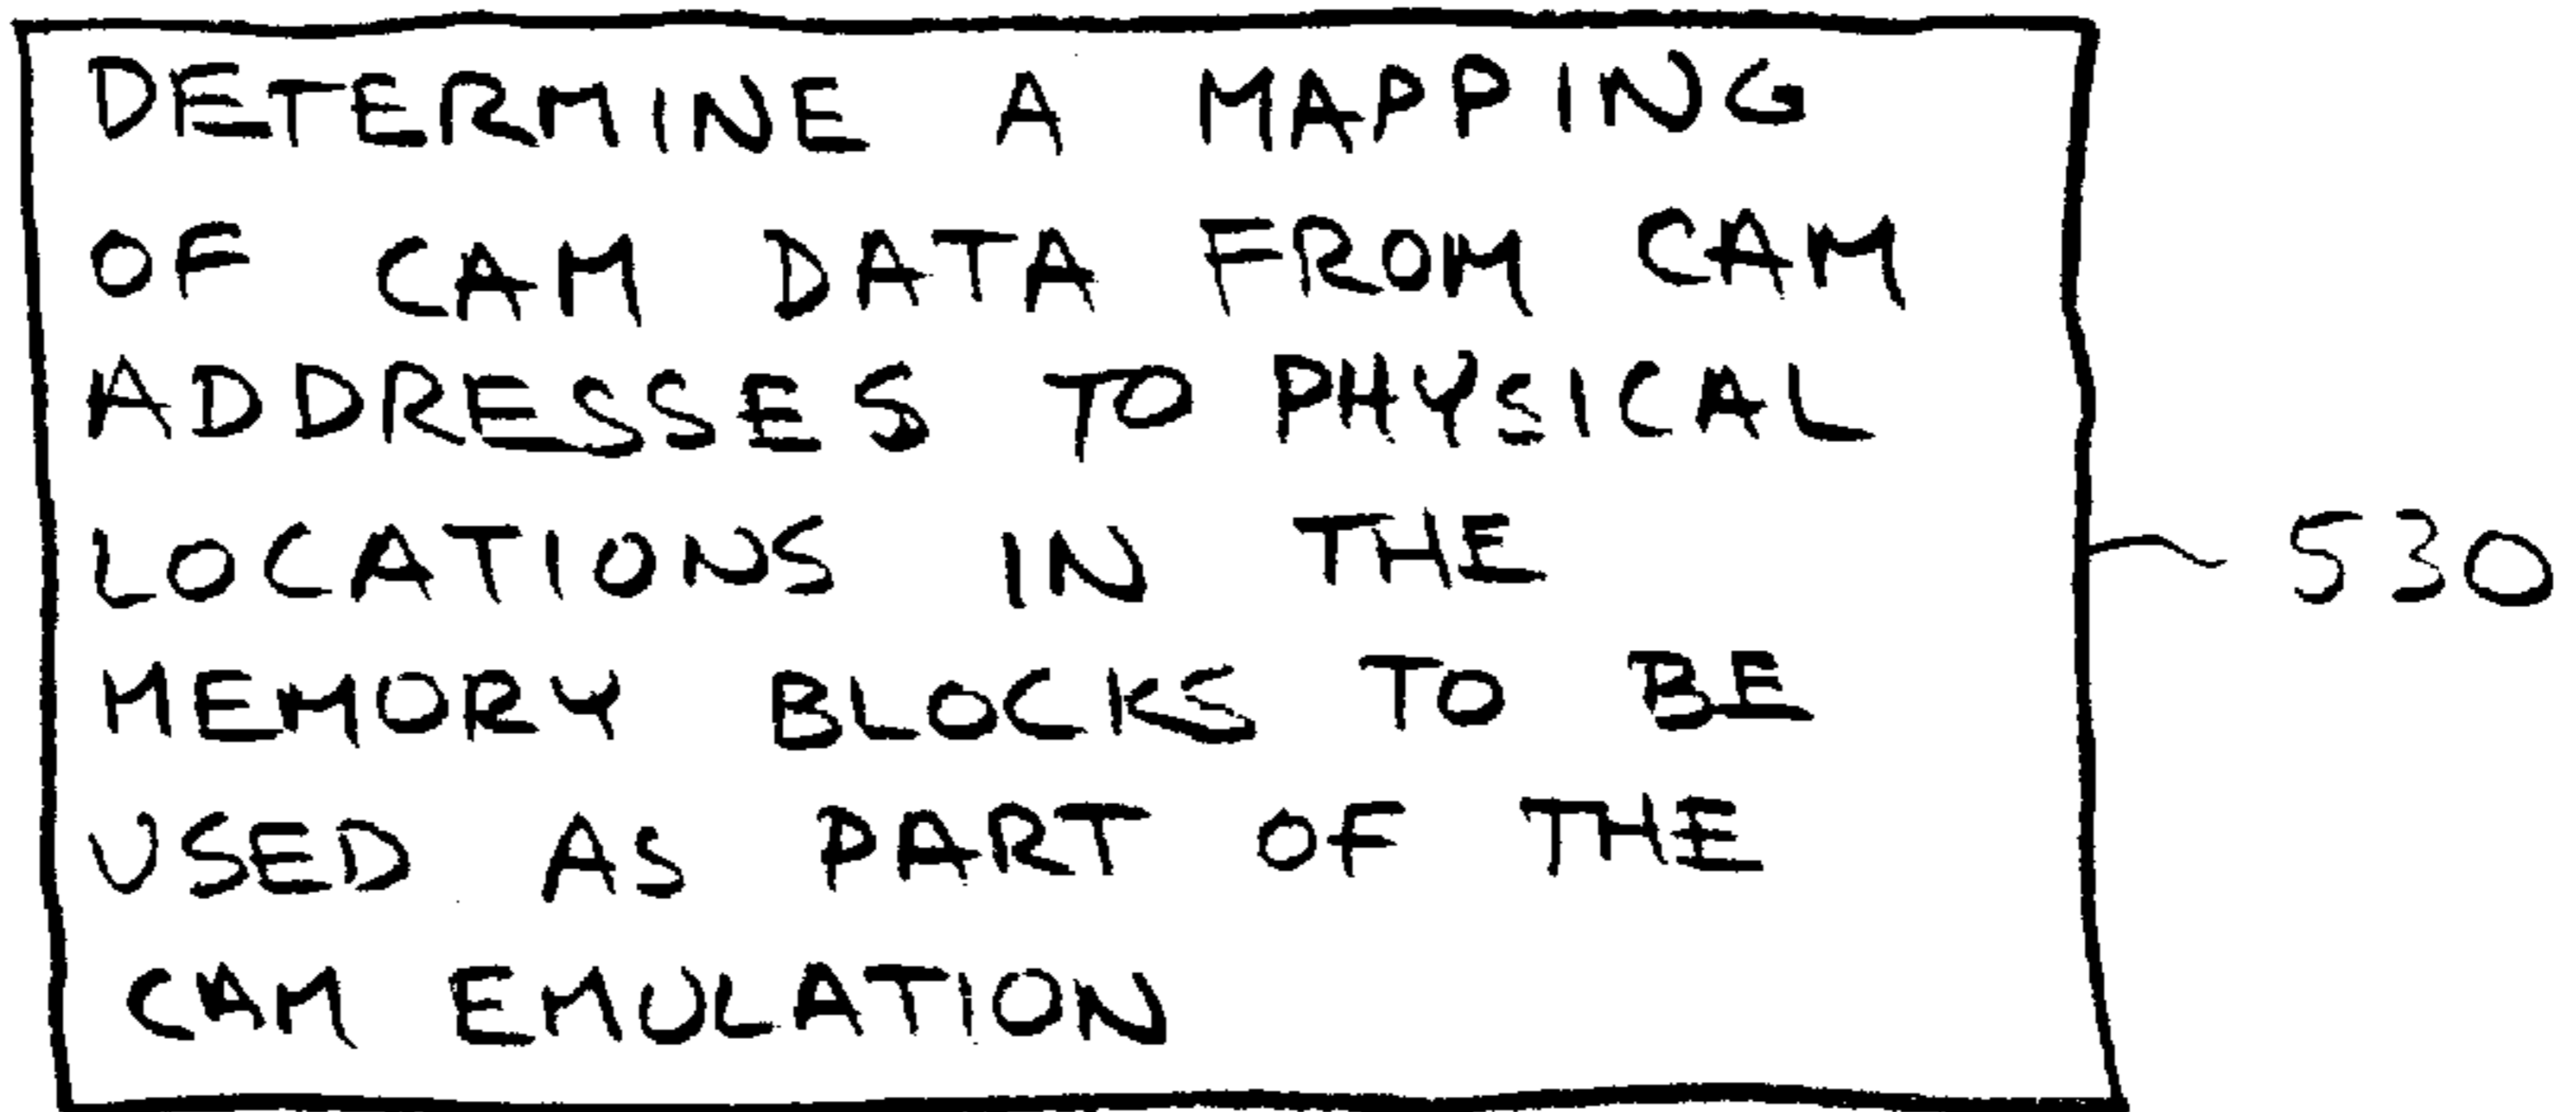 DETERMINE A MAPPING
OF CAM DATA FROM CAM
ADDRESSES TO PHYSICAL
LOCATIONS IN THE
530
MEMORY BLOCKS TO BE
USED AS PART OF THE
CAM EMULATION